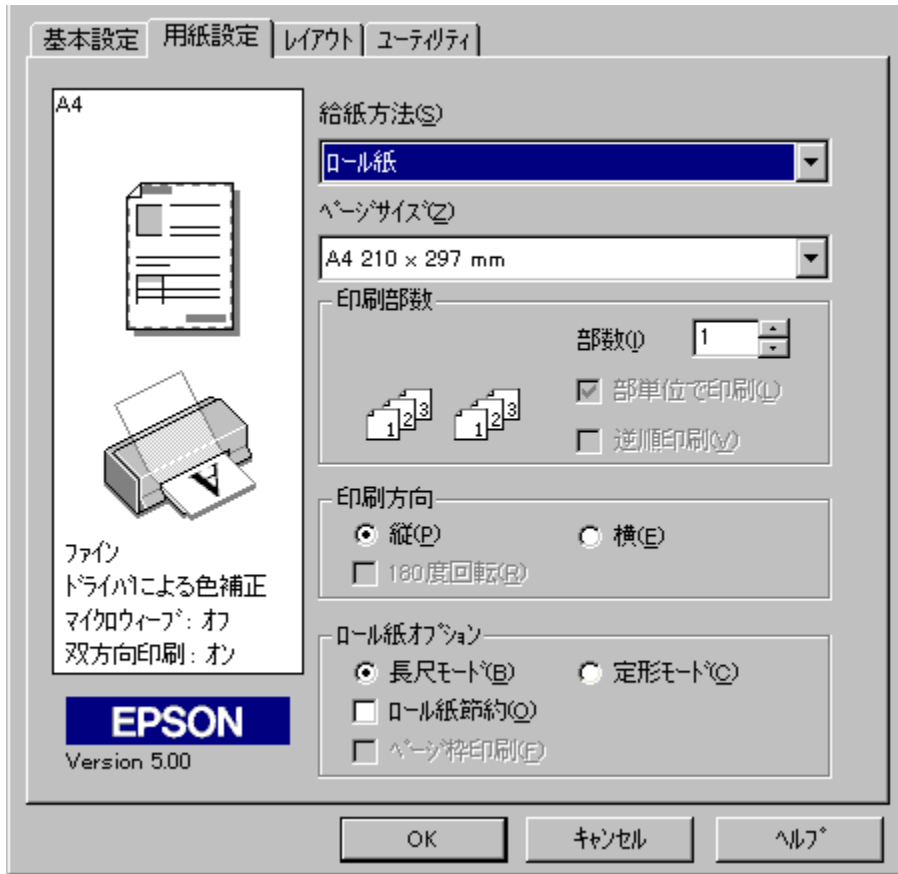 基本設定 用紙設定 ﾚｲｱｳﾄ ﾕｰﾃｨﾘﾃｨ
A4
給紙方法(S)
ﾛｰﾙ紙
ﾍﾟｰｼﾞｻｲｽﾞ(Z)
A4 210 x 297 mm
印刷部数
部数(I) 1
部単位で印刷(L)
逆順印刷(V)
1 2 3 1 2 3
印刷方向
縦(P) 横(E)
180度回転(R)
A
ﾌｧｲﾝ
ﾄﾞﾗｲﾊﾞによる色補正
ﾏｲｸﾛｳｨｰﾌﾞ: ｵﾌ
双方向印刷: ｵﾝ
ﾛｰﾙ紙ｵﾌﾟｼｮﾝ
長尺ﾓｰﾄﾞ(B) 定形ﾓｰﾄﾞ(C)
ﾛｰﾙ紙節約(O)
ﾍﾟｰｼﾞ枠印刷(F)
EPSON
Version 5.00
OK ｷｬﾝｾﾙ ﾍﾙﾌﾟ